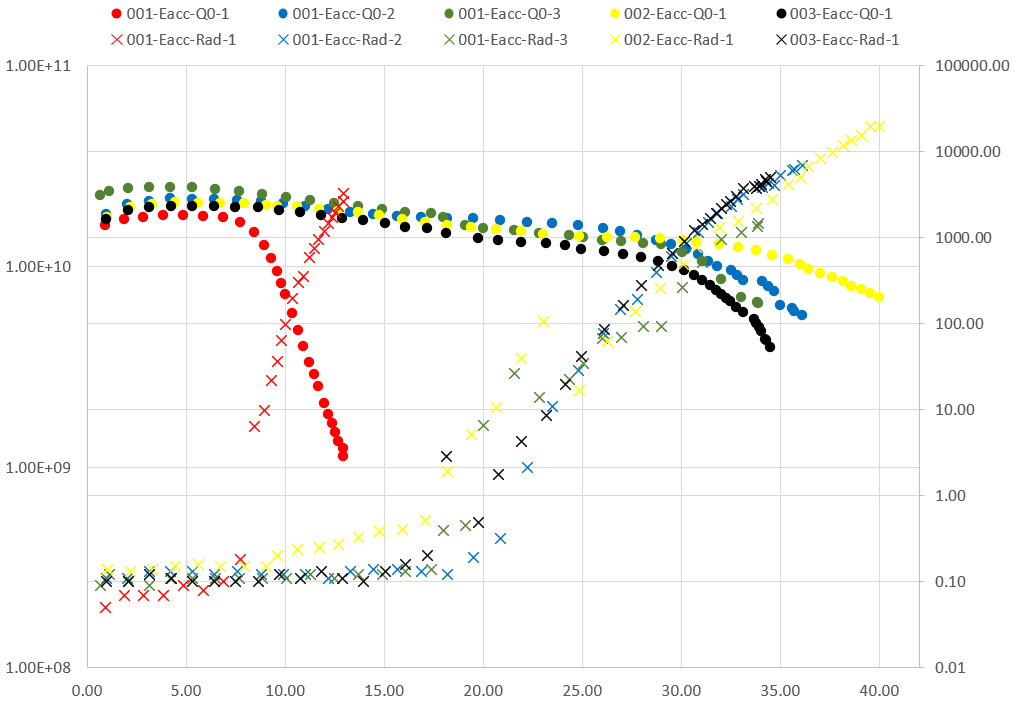 001-Eacc-Q0-1 001-Eacc-Q0-2 001-Eacc-Q0-3 002-Eacc-Q0-1 003-Eacc-Q0-1
001-Eacc-Rad-1 001-Eacc-Rad-2 001-Eacc-Rad-3 002-Eacc-Rad-1 003-Eacc-Rad-1
1.00E+11 100000.00
10000.00
1000.00
1.00E+10
100.00
10.00
1.00E+09
1.00
0.10
1.00E+08 0.01
0.00 5.00 10.00 15.00 20.00 25.00 30.00 35.00 40.00